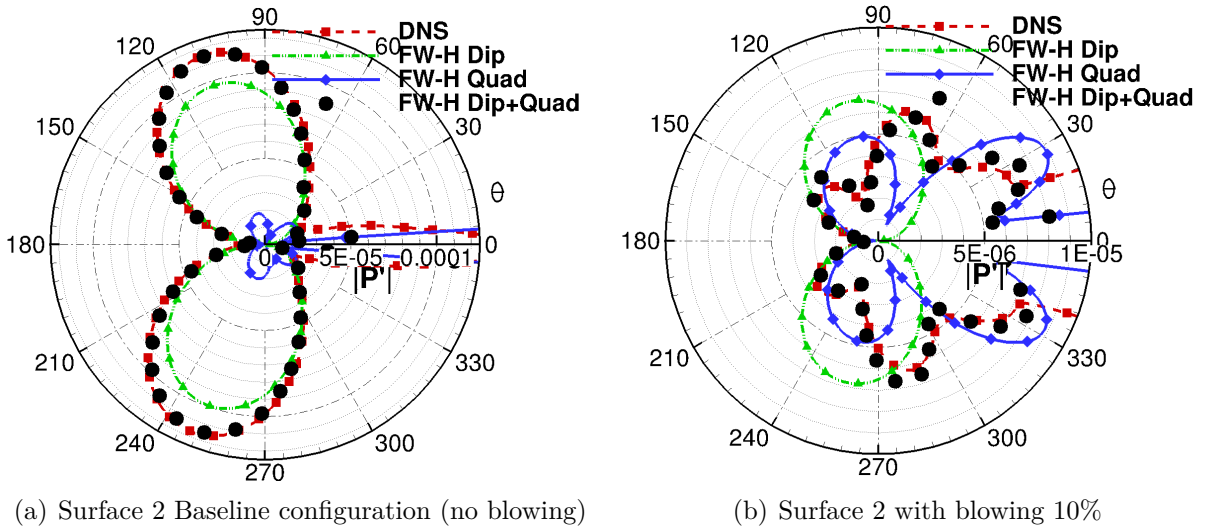 90
120
60
150
30
180
0
210
330
240
300
270
θ
0 5E-05 0.0001
|P'|
DNS
FW-H Dip
FW-H Quad
FW-H Dip+Quad
(a) Surface 2 Baseline configuration (no blowing)
90
120
60
150
30
180
210
330
240
300
270
θ
0 5E-06 1E-05
|P'|
DNS
FW-H Dip
FW-H Quad
FW-H Dip+Quad
(b) Surface 2 with blowing 10%